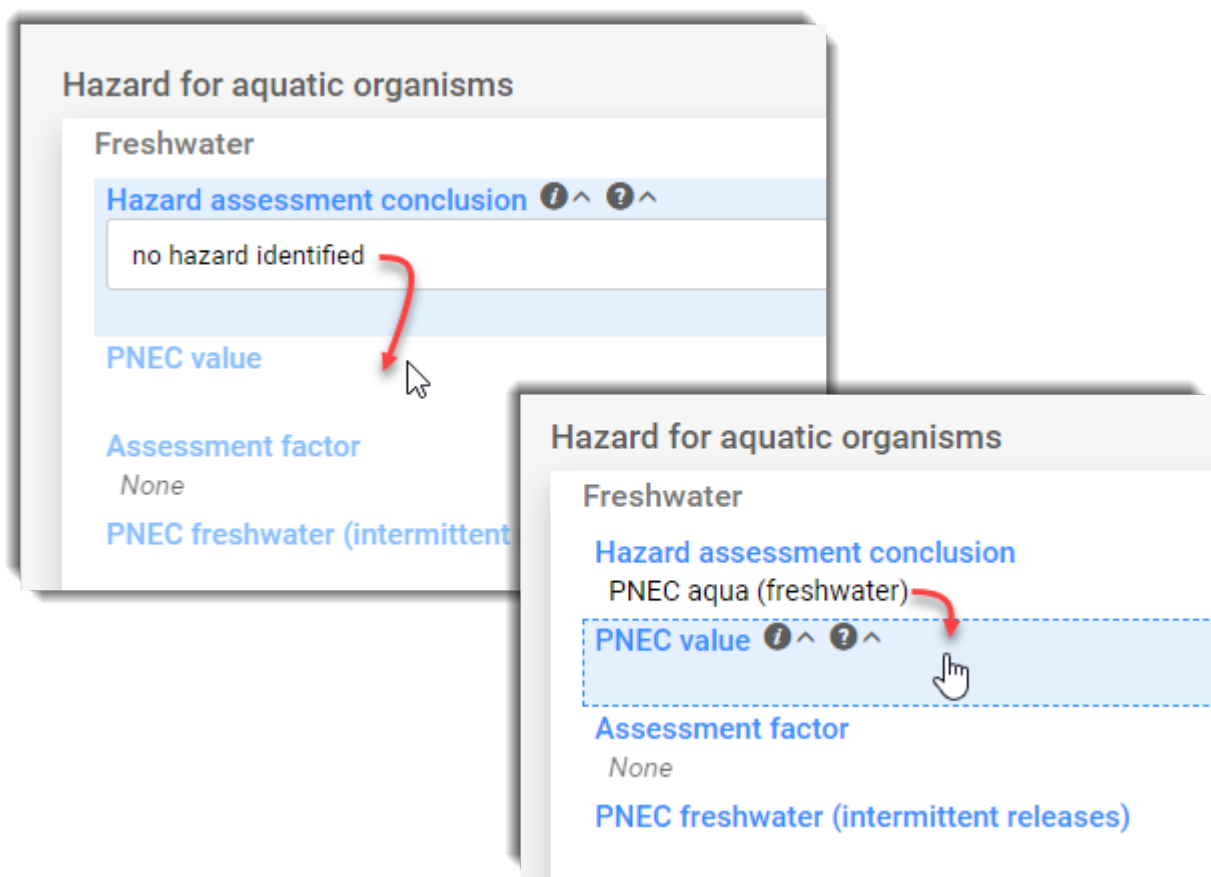 Hazard for aquatic organisms
Freshwater
Hazard assessment conclusion
no hazard identified
PNEC value
Assessment factor
None
PNEC freshwater (intermittent
Hazard for aquatic organisms
Freshwater
Hazard assessment conclusion
PNEC aqua (freshwater)
PNEC value
Assessment factor
None
PNEC freshwater (intermittent releases)